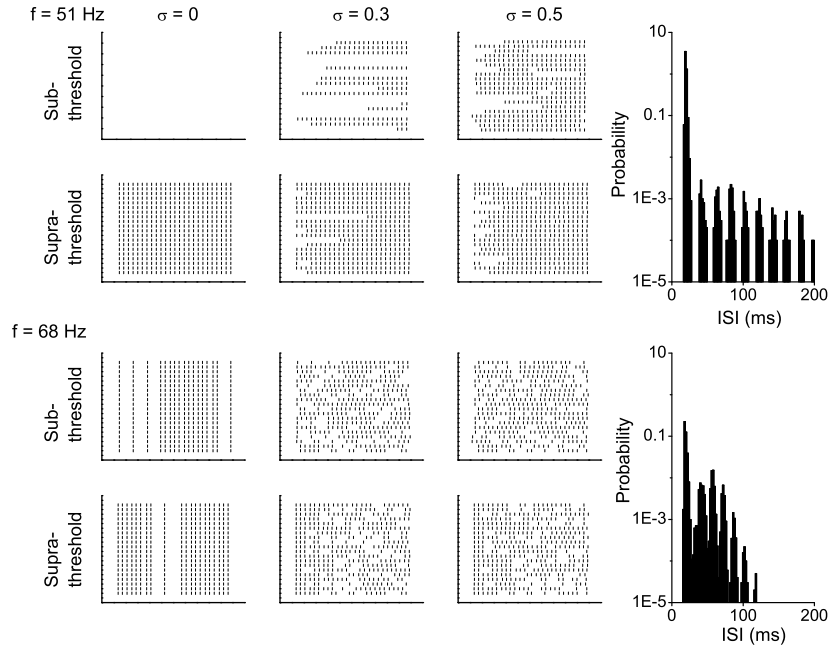 f = 51 Hz
σ = 0
σ = 0.3
σ = 0.5
Sub-
threshold
Supra-
threshold
10
0.1
1E-3
1E-5
Probability
0
100
200
ISI (ms)
f = 68 Hz
Sub-
threshold
Supra-
threshold
10
0.1
1E-3
1E-5
Probability
0
100
200
ISI (ms)